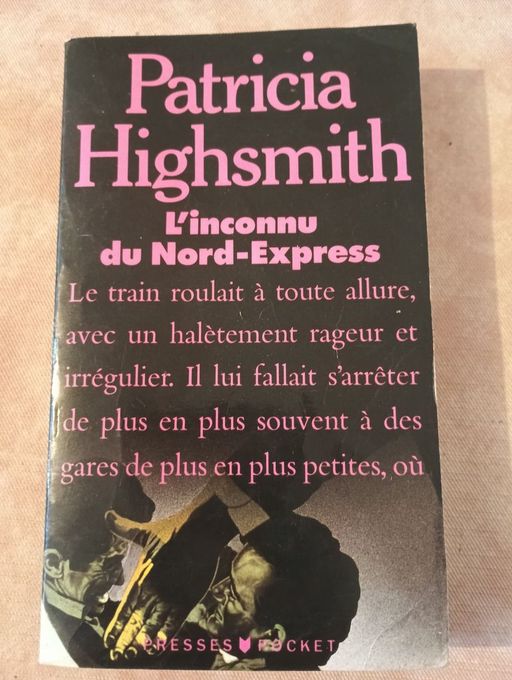 Patricia
Highsmith
L'inconnu
du Nord-Express
Le train roulait à toute allure,
avec un halètement rageur et
irrégulier. Il lui fallait s'arrêter
de plus en plus souvent à des
gares de plus en plus petites, où
PRESSES POCKET